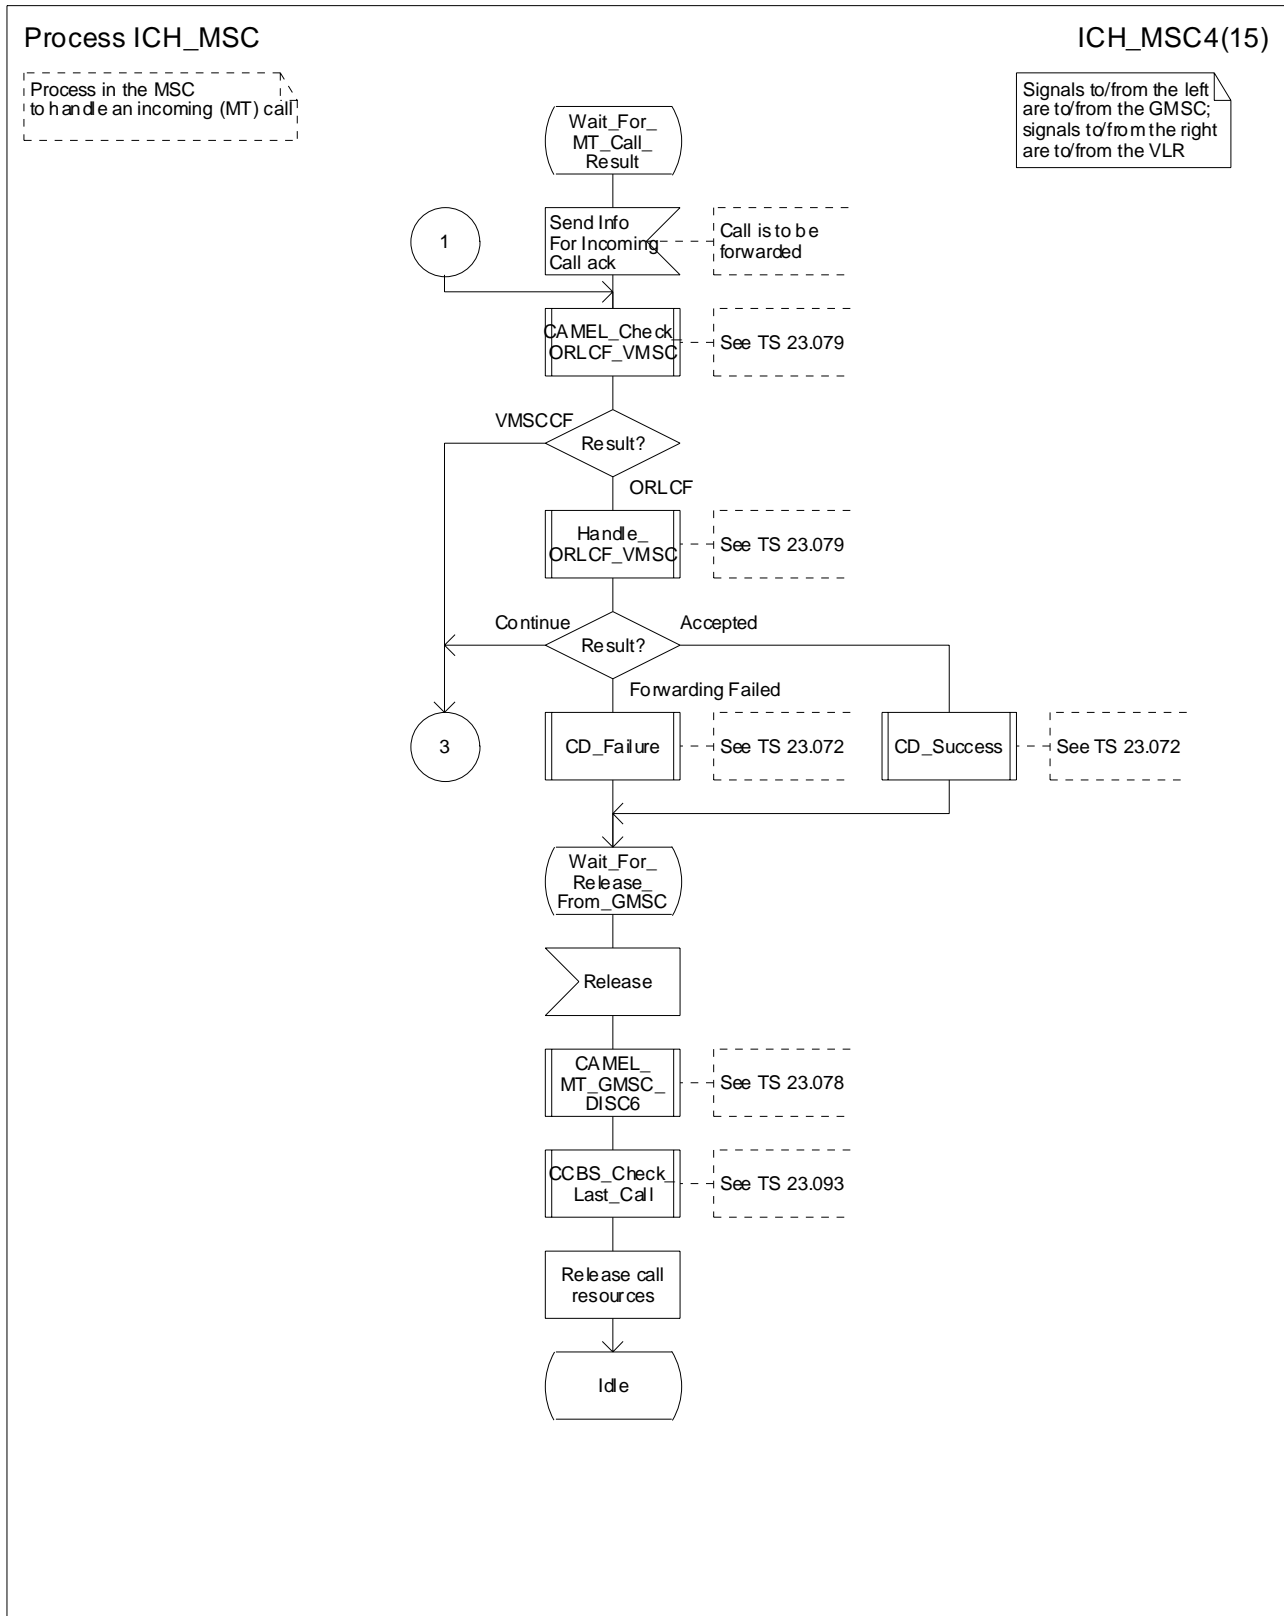 Process ICH_MSC
ICH_MSC4(15)
Process in the MSC
to handle an incoming (MT) call
Signals to/from the left
are to/from the GMSC;
signals to/from the right
are to/from the VLR
Wait_For_
MT_Call_
Result
1
Send Info
For Incoming
Call ack
Call is to be
forwarded
CAMEL_Check_
ORLCF_VMSC
See TS 23.079
VMSCCF
Result?
ORLCF
Handle_
ORLCF_VMSC
See TS 23.079
Continue
Result?
Accepted
Forwarding Failed
3
CD_Failure
See TS 23.072
CD_Success
See TS 23.072
Wait_For_
Release_
From_GMSC
Release
CAMEL_
MT_GMSC_
DISC6
See TS 23.078
CCBS_Check_
Last_Call
See TS 23.093
Release call
resources
Idle